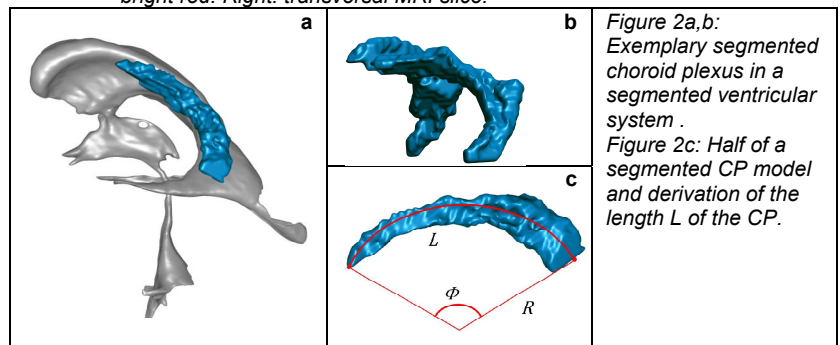 bright red. Right: transversal MRI slice.
a
b
Figure 2a,b:
Exemplary segmented
choroid plexus in a
segmented ventricular
system .
Figure 2c: Half of a
segmented CP model
and derivation of the
length L of the CP.
c
L
Φ
R